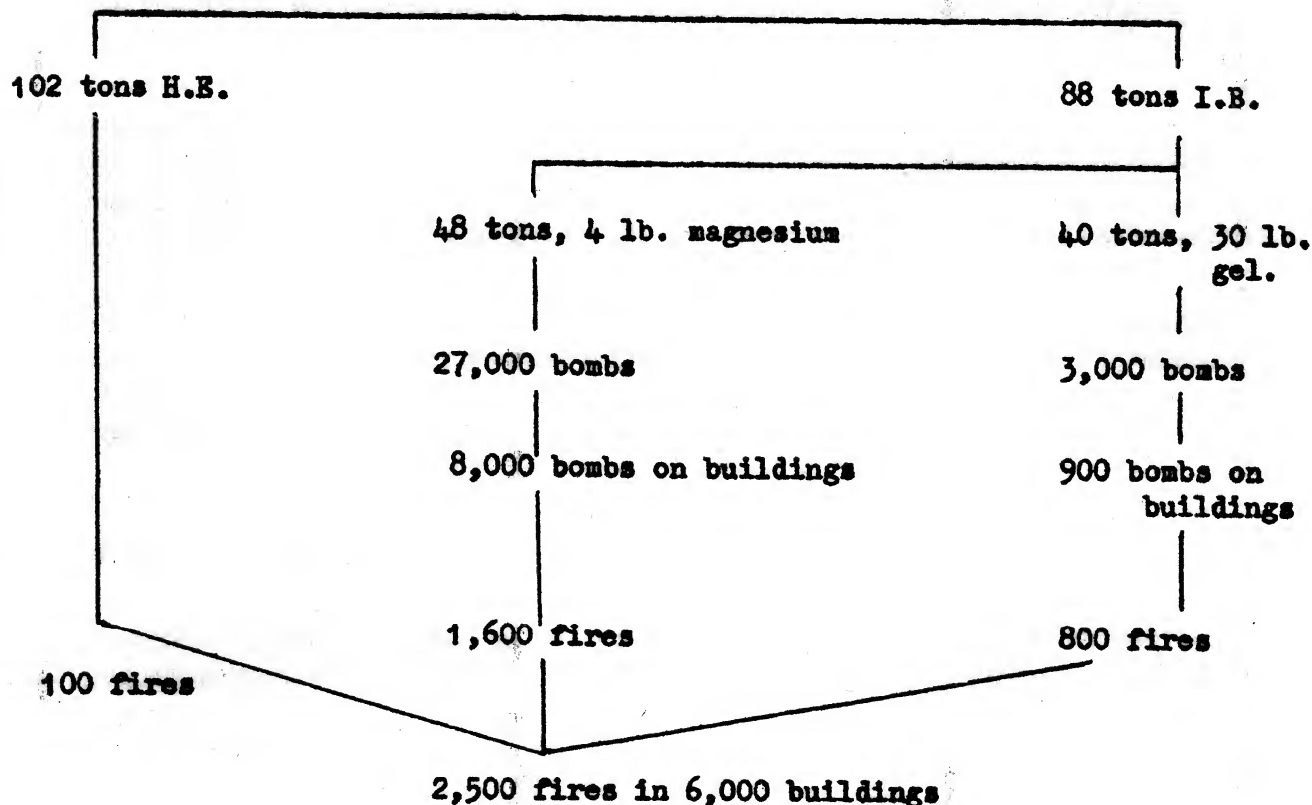 102 tons H.E.
88 tons I.B.
48 tons, 4 lb. magnesium
40 tons, 30 lb.
gel.
27,000 bombs
3,000 bombs
8,000 bombs on buildings
900 bombs on
buildings
1,600 fires
800 fires
100 fires
2,500 fires in 6,000 buildings